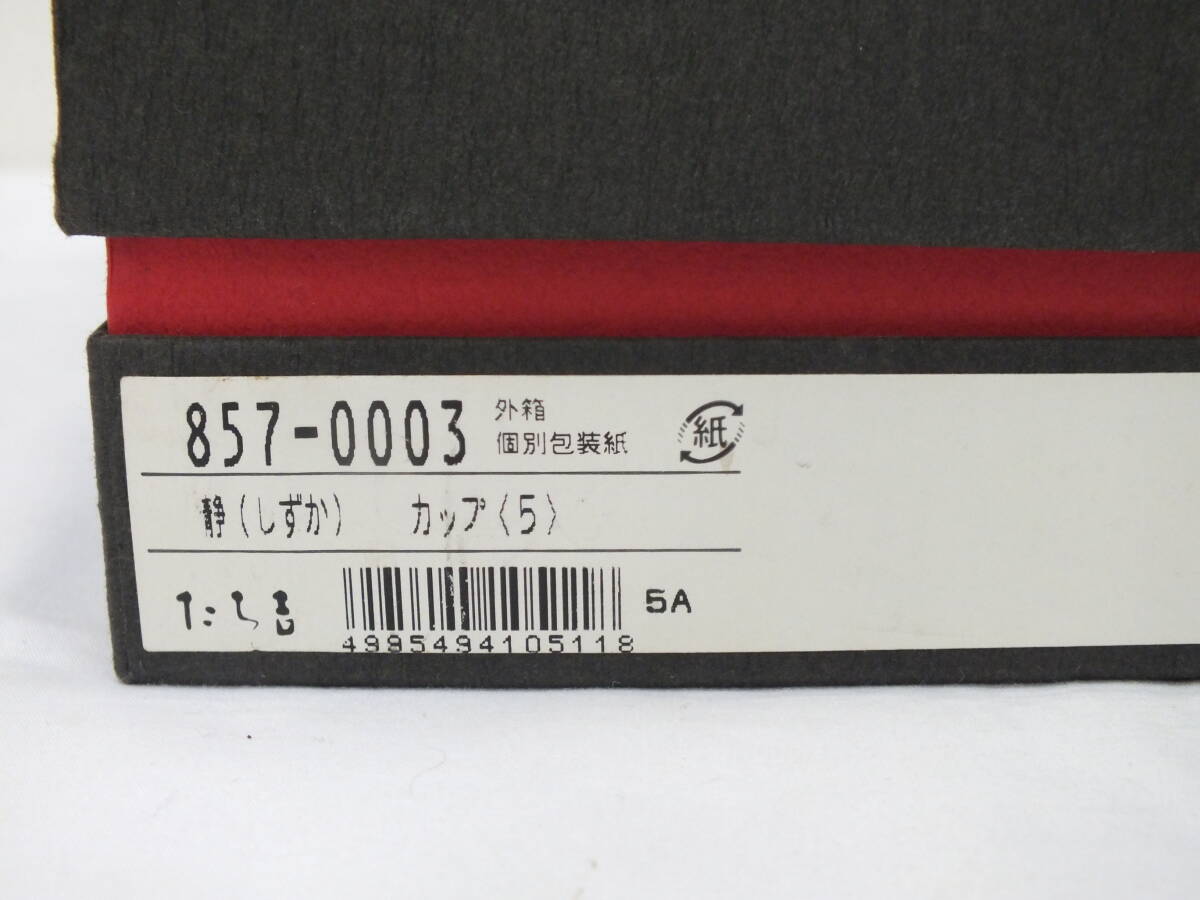 857-0003 外箱
個別包装紙
紙
静(しずか) カップ〈5〉
たち吉
5A
4995494105118